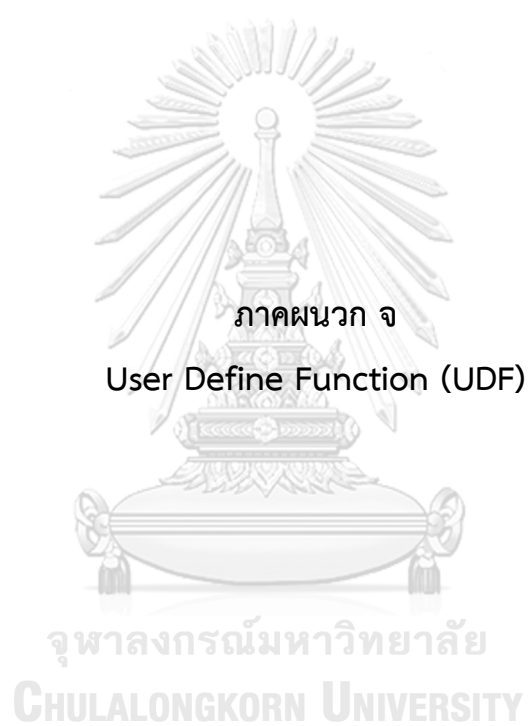 ภาคผนวก จ
User Define Function (UDF)
จุฬาลงกรณ์มหาวิทยาลัย
CHULALONGKORN UNIVERSITY